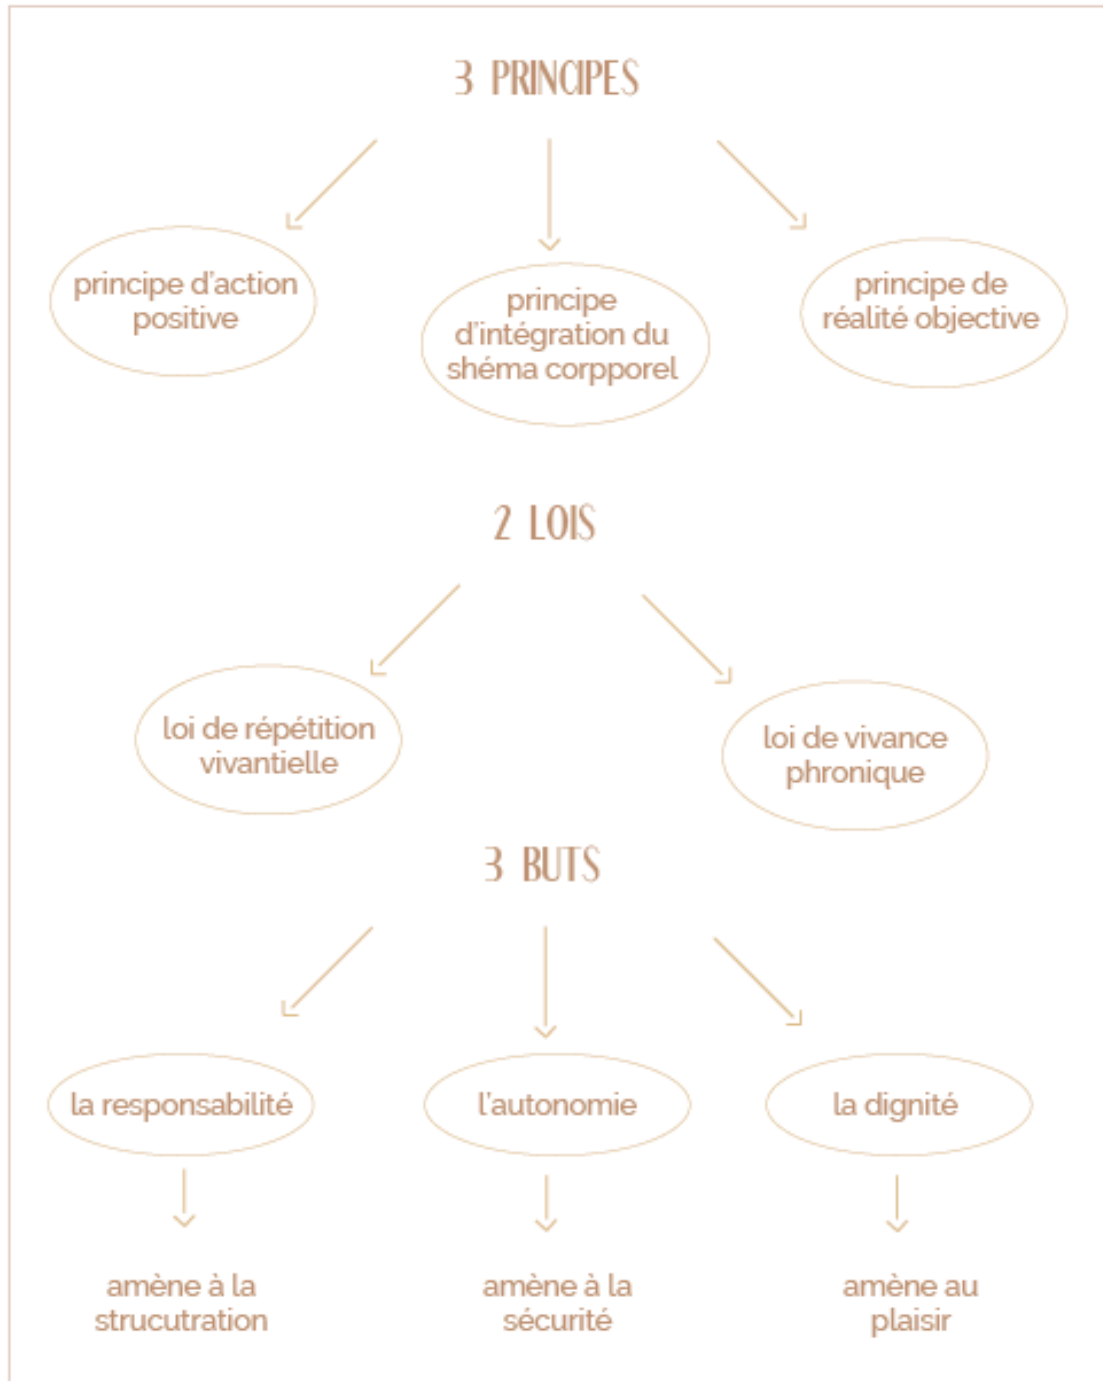 3 PRINCIPES
principe d'action
positive
principe
d'intégration du
shéma corpporel
principe de
réalité objective
2 LOIS
loi de répétition
vivantielle
loi de vivance
phronique
3 BUTS
la responsabilité
l'autonomie
la dignité
amène à la
strucutration
amène à la
sécurité
amène au
plaisir